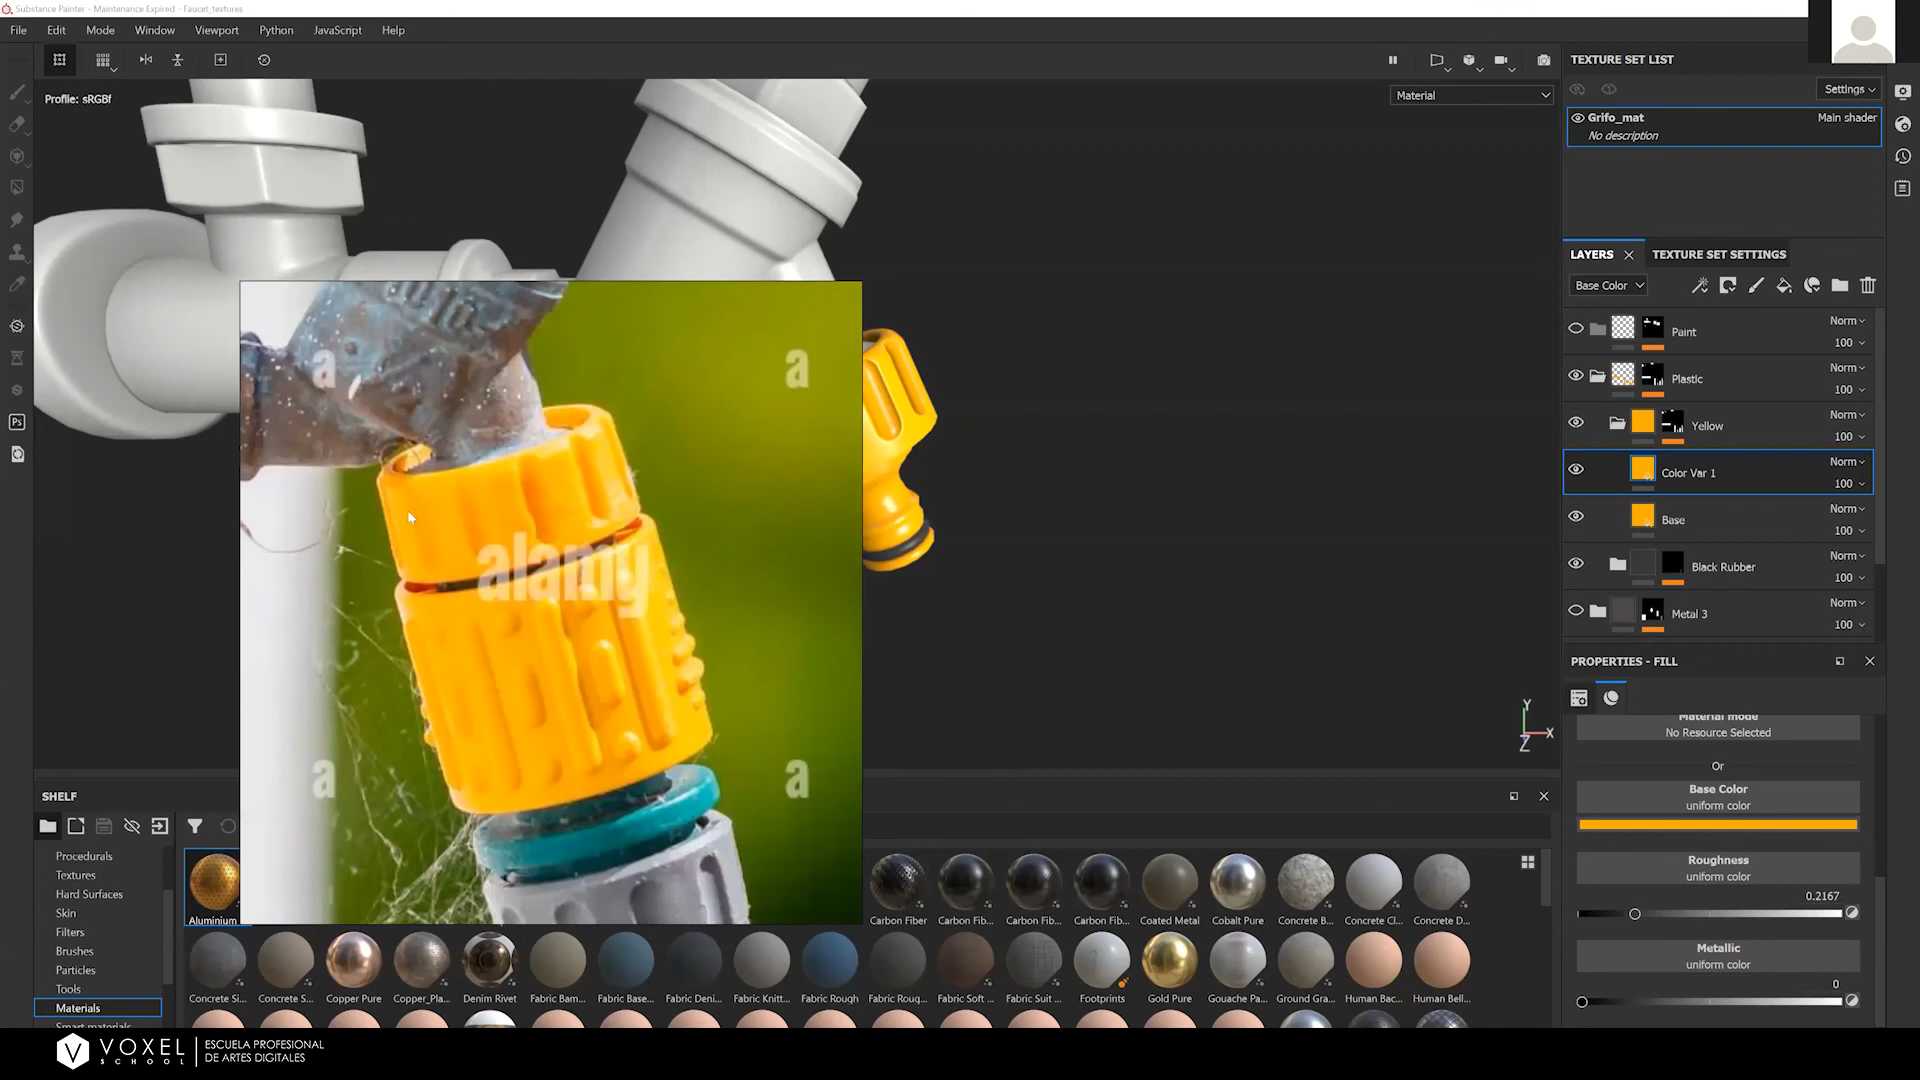 Substance Painter - Maintenance Expired - Faucet_textures
File Edit Mode Window Viewport Python JavaScript Help
Profile: sRGBf
Material
TEXTURE SET LIST
Settings
Grifo_mat Main shader
No description
LAYERS TEXTURE SET SETTINGS
Base Color
Paint Norm 100
Plastic Norm 100
Yellow Norm 100
Color Var 1 Norm 100
Base Norm 100
Black Rubber Norm 100
Metal 3 Norm 100
PROPERTIES - FILL
Material mode
No Resource Selected
Or
Base Color
uniform color
Roughness
uniform color
0.2167
Metallic
uniform color
0
a a
alamy
a a
Y
X
Z
Ps
SHELF
Procedurals
Textures
Hard Surfaces
Skin
Filters
Brushes
Particles
Tools
Materials
Smart materials
Aluminium Carbon Fiber Carbon Fib... Carbon Fib... Carbon Fib... Coated Metal Cobalt Pure Concrete B... Concrete Cl... Concrete D...
Concrete Si... Concrete S... Copper Pure Copper_Pla... Denim Rivet Fabric Bam... Fabric Base... Fabric Deni... Fabric Knitt... Fabric Rough Fabric Roug... Fabric Soft ... Fabric Suit ... Footprints Gold Pure Gouache Pa... Ground Gra... Human Bac... Human Bell...
VOXEL
SCHOOL
ESCUELA PROFESIONAL
DE ARTES DIGITALES